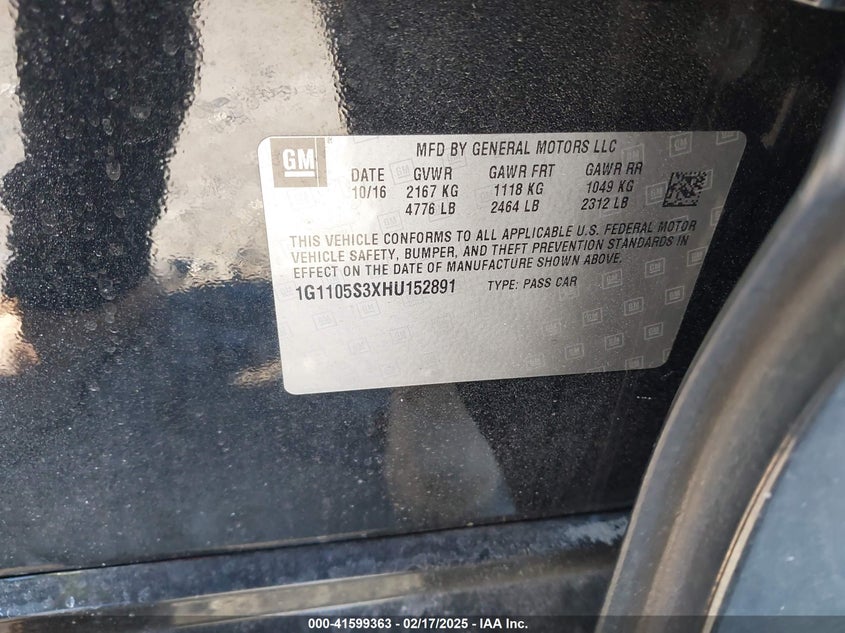 GM
MFD BY GENERAL MOTORS LLC
DATE GVWR GAWR FRT GAWR RR
10/16 2167 KG 1118 KG 1049 KG
4776 LB 2464 LB 2312 LB
THIS VEHICLE CONFORMS TO ALL APPLICABLE U.S. FEDERAL MOTOR
VEHICLE SAFETY, BUMPER, AND THEFT PREVENTION STANDARDS IN
EFFECT ON THE DATE OF MANUFACTURE SHOWN ABOVE.
1G1105S3XHU152891 TYPE: PASS CAR
000-41599363 - 02/17/2025 - IAA Inc.